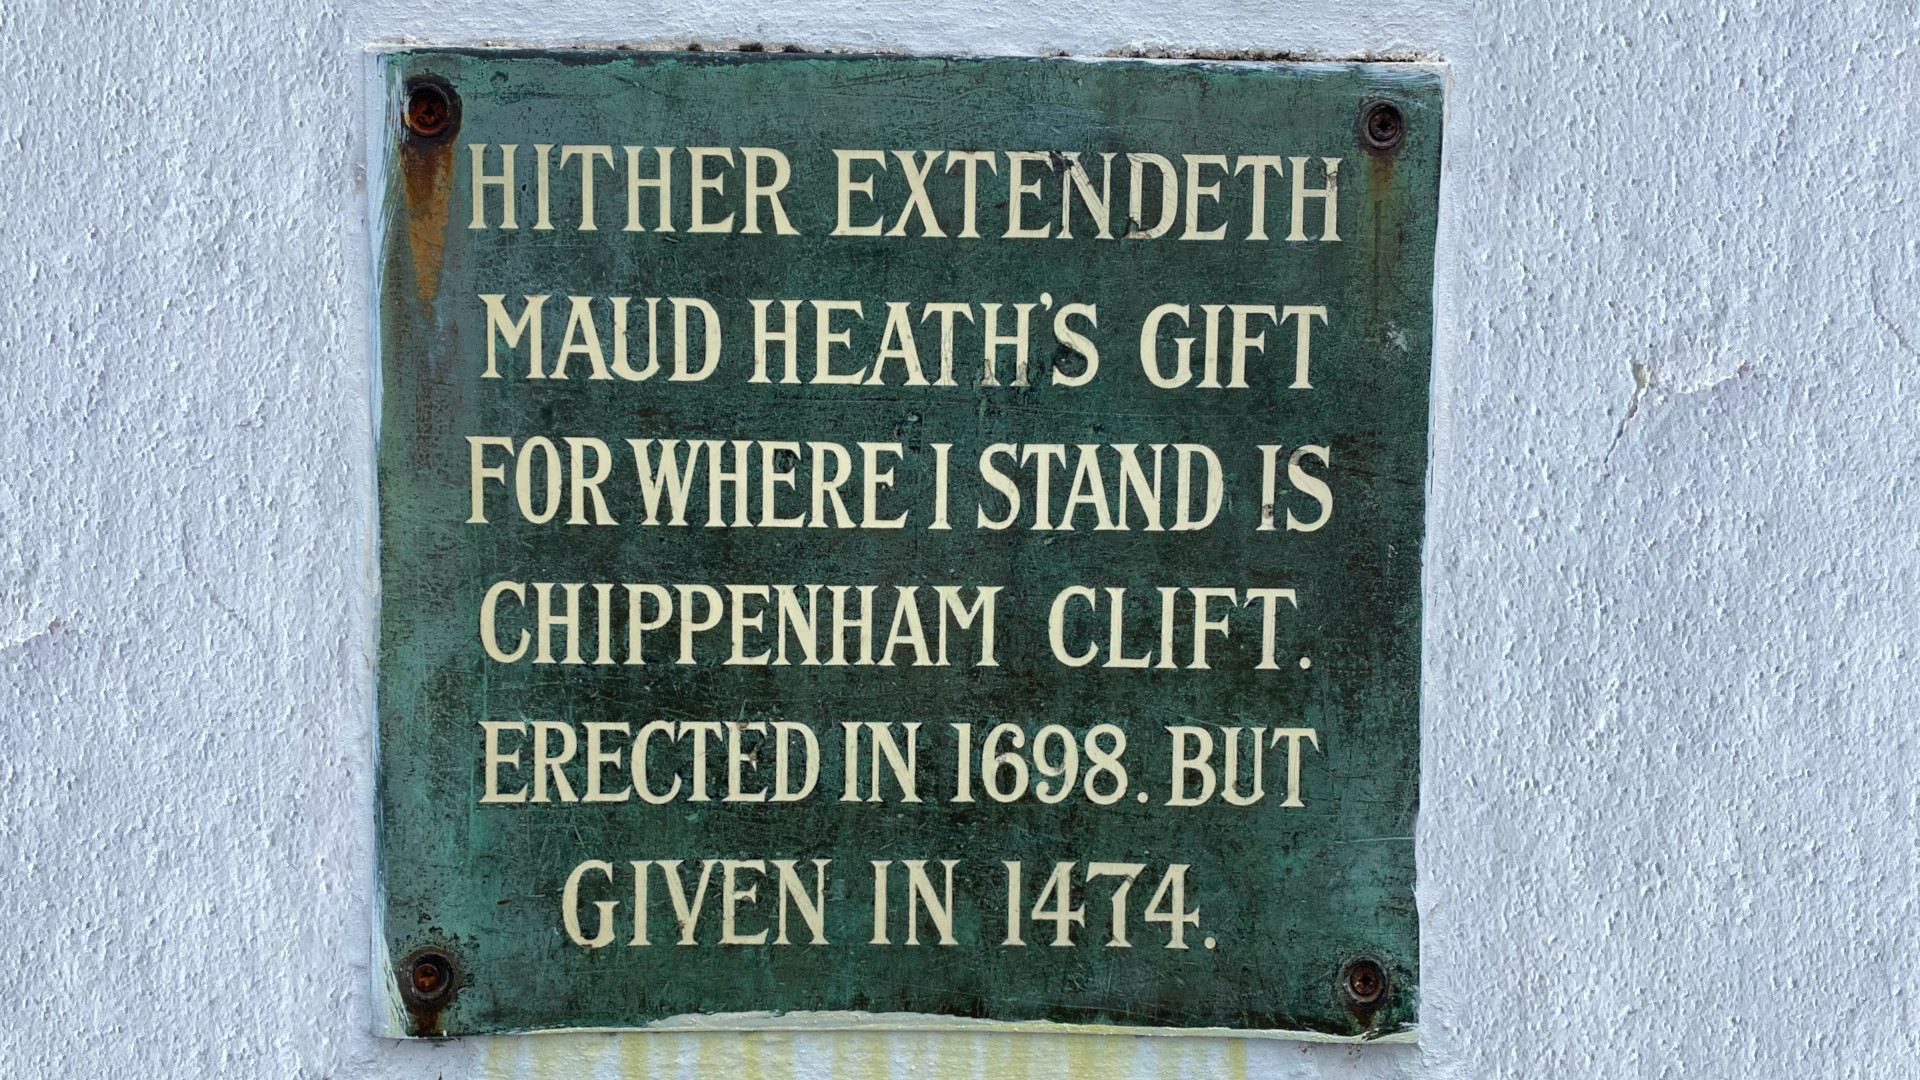 HITHER EXTENDETH
MAUD HEATH'S GIFT
FOR WHERE I STAND IS
CHIPPENHAM CLIFT.
ERECTED IN 1698. BUT
GIVEN IN 1474.